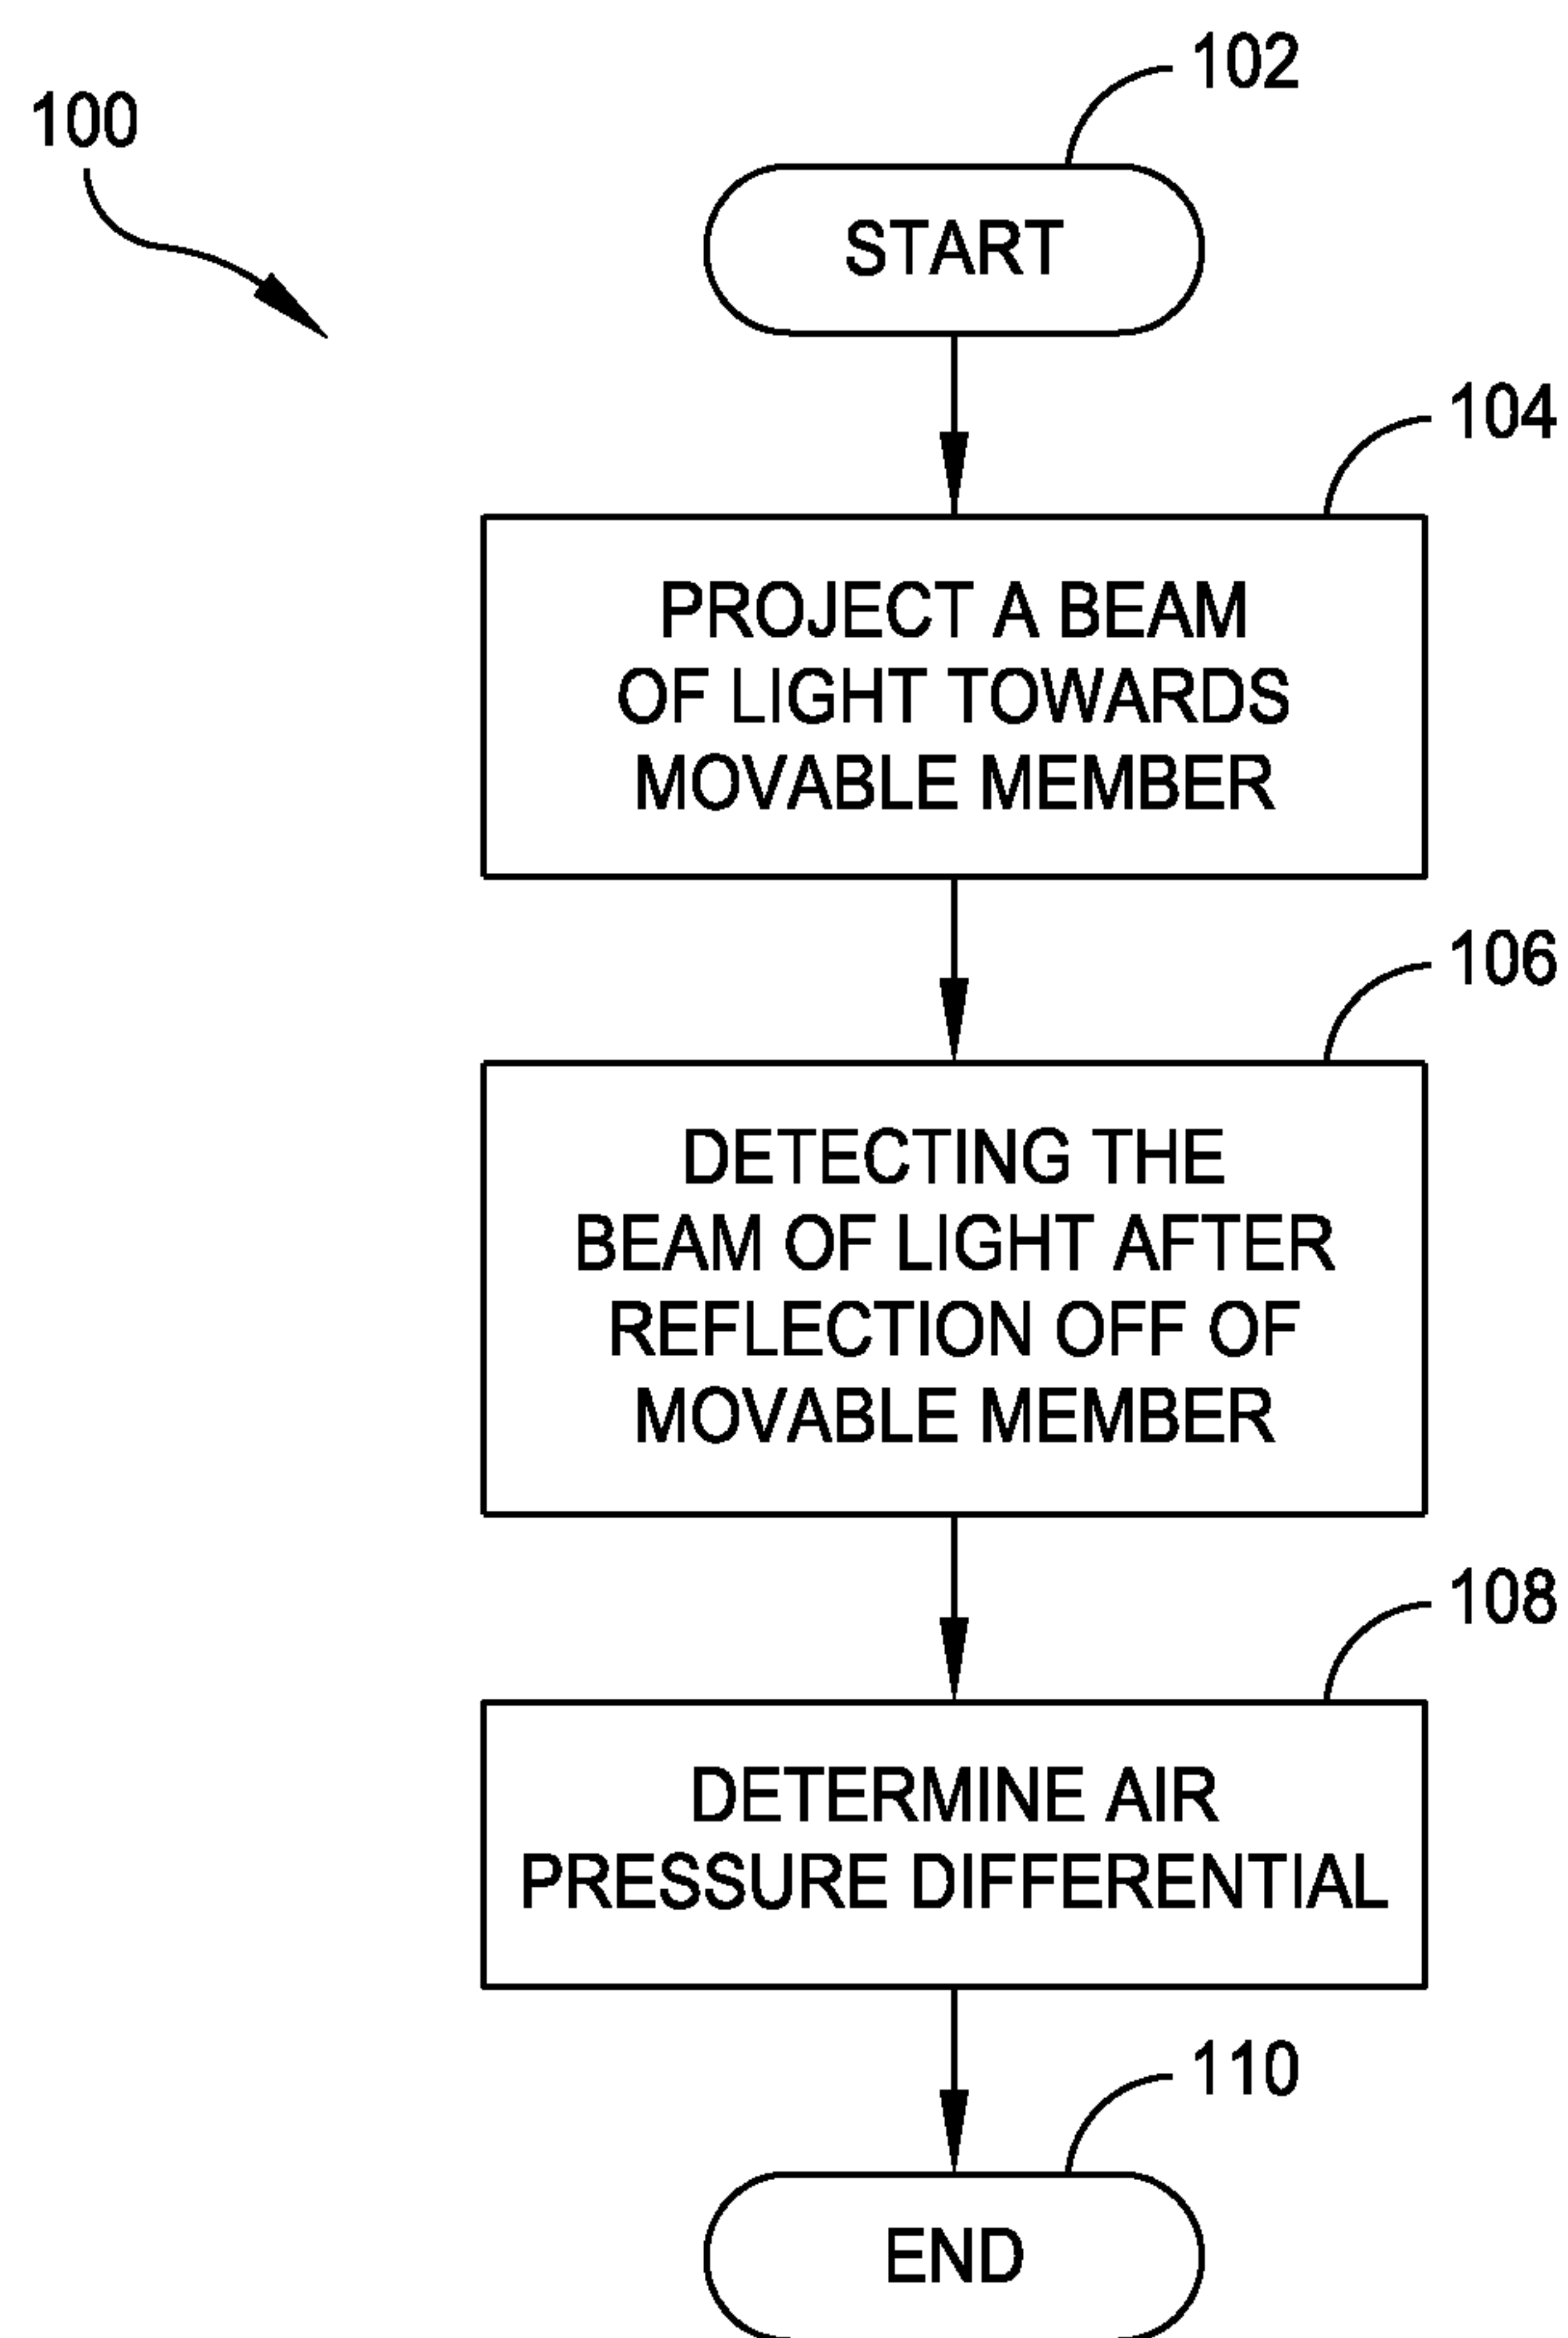 102
100
START
104
PROJECT A BEAM
OF LIGHT TOWARDS
MOVABLE MEMBER
106
DETECTING THE
BEAM OF LIGHT AFTER
REFLECTION OFF OF
MOVABLE MEMBER
108
DETERMINE AIR
PRESSURE DIFFERENTIAL
110
END